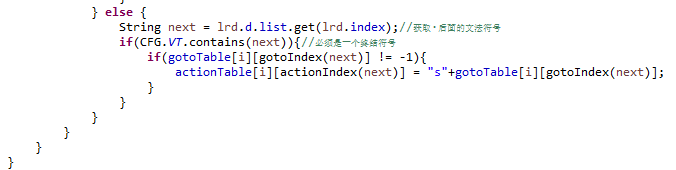 } else {
String next = lrd.d.list.get(lrd.index);//获取·后面的文法符号
if(CFG.VT.contains(next)){//必须是一个终结符号
if(gotoTable[i][gotoIndex(next)] != -1){
actionTable[i][actionIndex(next)] = "s"+gotoTable[i][gotoIndex(next)];
}
}
}
}
}
}